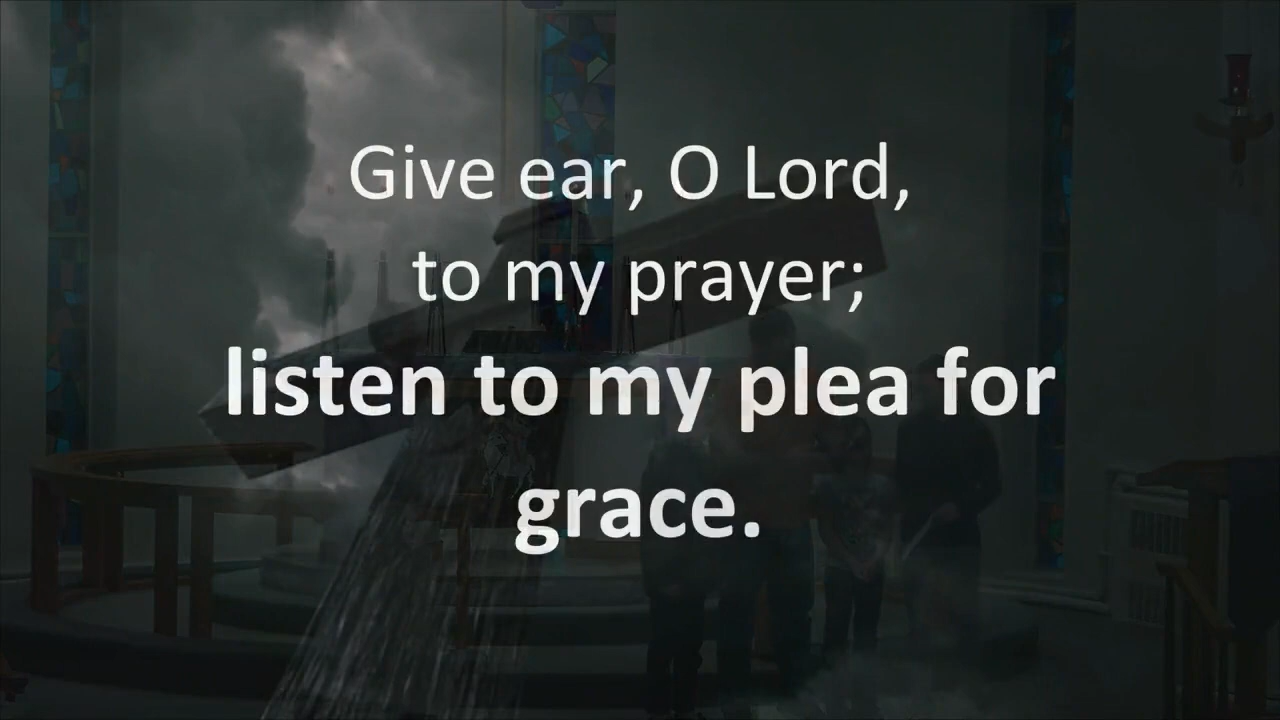 Give ear, O Lord,
to my prayer;
listen to my plea for
grace.